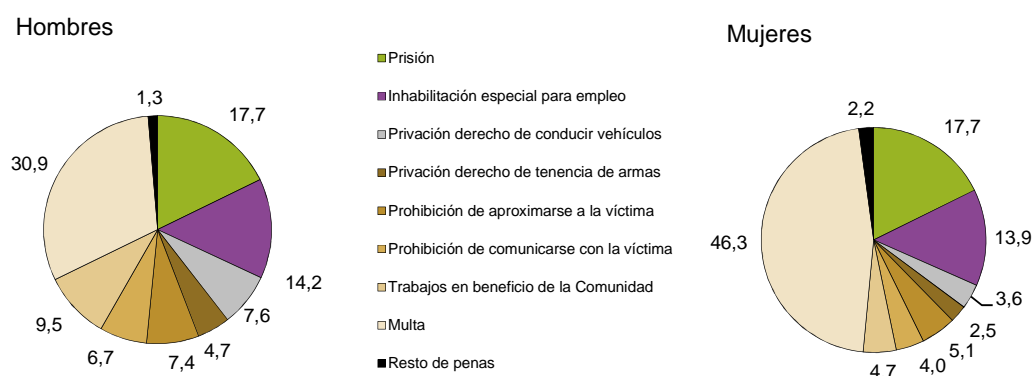 Hombres
Mujeres
Prisión
Inhabilitación especial para empleo
Privación derecho de conducir vehículos
Privación derecho de tenencia de armas
Prohibición de aproximarse a la víctima
Prohibición de comunicarse con la víctima
Trabajos en beneficio de la Comunidad
Multa
Resto de penas
1,3
17,7
30,9
14,2
7,6
9,5
6,7
7,4
4,7
2,2
17,7
46,3
13,9
3,6
2,5
5,1
4,0
4,7